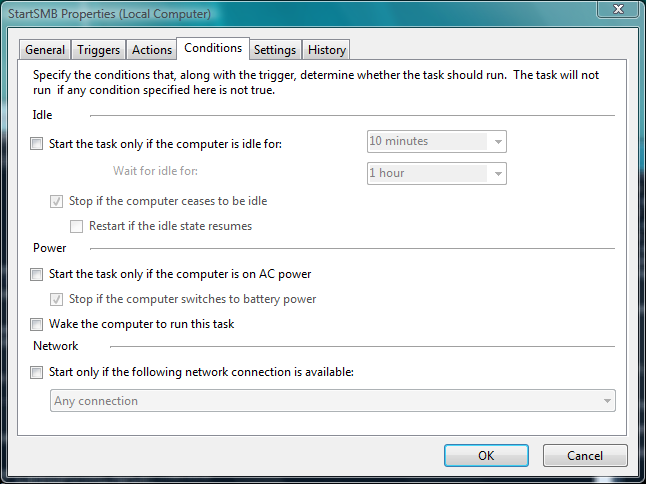 StartSMB Properties (Local Computer)
General Triggers Actions Conditions Settings History
Specify the conditions that, along with the trigger, determine whether the task should run.  The task will not
run  if any condition specified here is not true.
Idle
Start the task only if the computer is idle for: 10 minutes
Wait for idle for: 1 hour
Stop if the computer ceases to be idle
Restart if the idle state resumes
Power
Start the task only if the computer is on AC power
Stop if the computer switches to battery power
Wake the computer to run this task
Network
Start only if the following network connection is available:
Any connection
OK Cancel